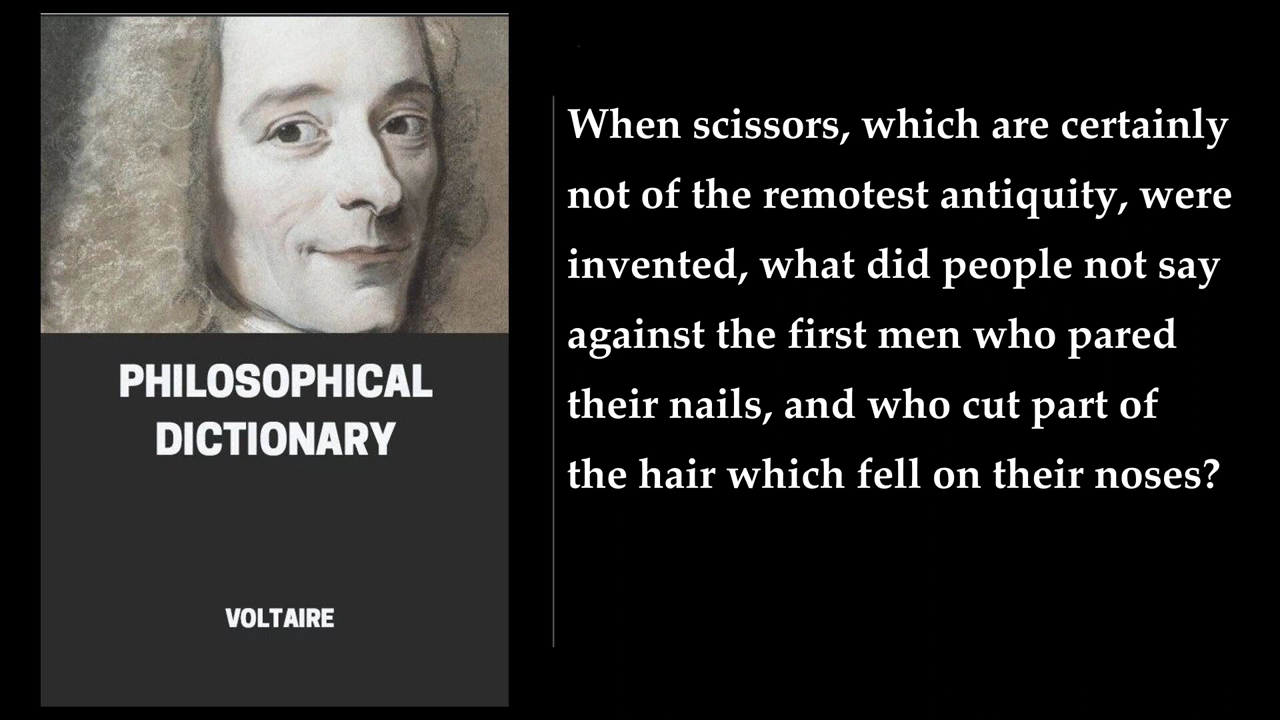 PHILOSOPHICAL
DICTIONARY
VOLTAIRE
When scissors, which are certainly
not of the remotest antiquity, were
invented, what did people not say
against the first men who pared
their nails, and who cut part of
the hair which fell on their noses?